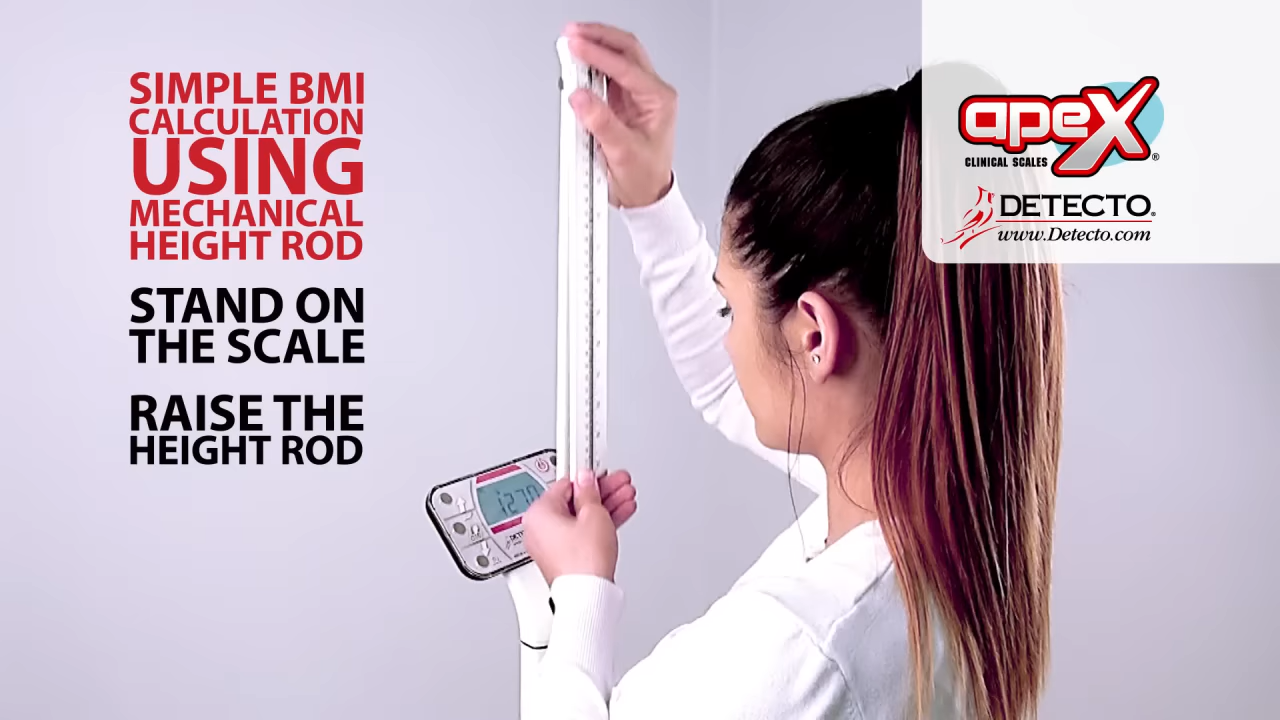 SIMPLE BMI
CALCULATION
USING
MECHANICAL
HEIGHT ROD
STAND ON
THE SCALE
RAISE THE
HEIGHT ROD
apeX®
CLINICAL SCALES
DETECTO®
www.Detecto.com